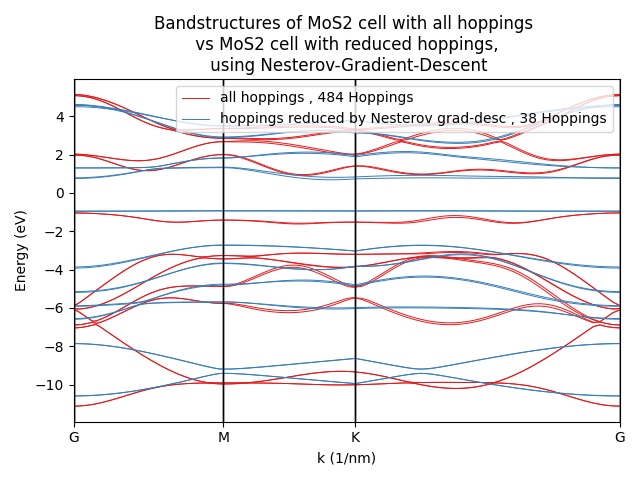 Bandstructures of MoS2 cell with all hoppings
vs MoS2 cell with reduced hoppings,
using Nesterov-Gradient-Descent
all hoppings , 484 Hoppings
hoppings reduced by Nesterov grad-desc , 38 Hoppings
Energy (eV)
4
2
0
−2
−4
−6
−8
−10
G M K G
k (1/nm)